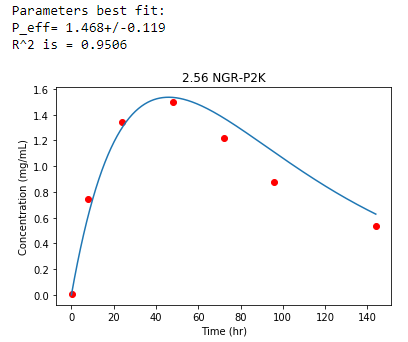 Parameters best fit:
P_eff= 1.468+/-0.119
R^2 is = 0.9506
2.56 NGR-P2K
1.6
1.4
1.2
1.0
0.8
0.6
0.4
0.2
0.0
Concentration (mg/mL)
0 20 40 60 80 100 120 140
Time (hr)